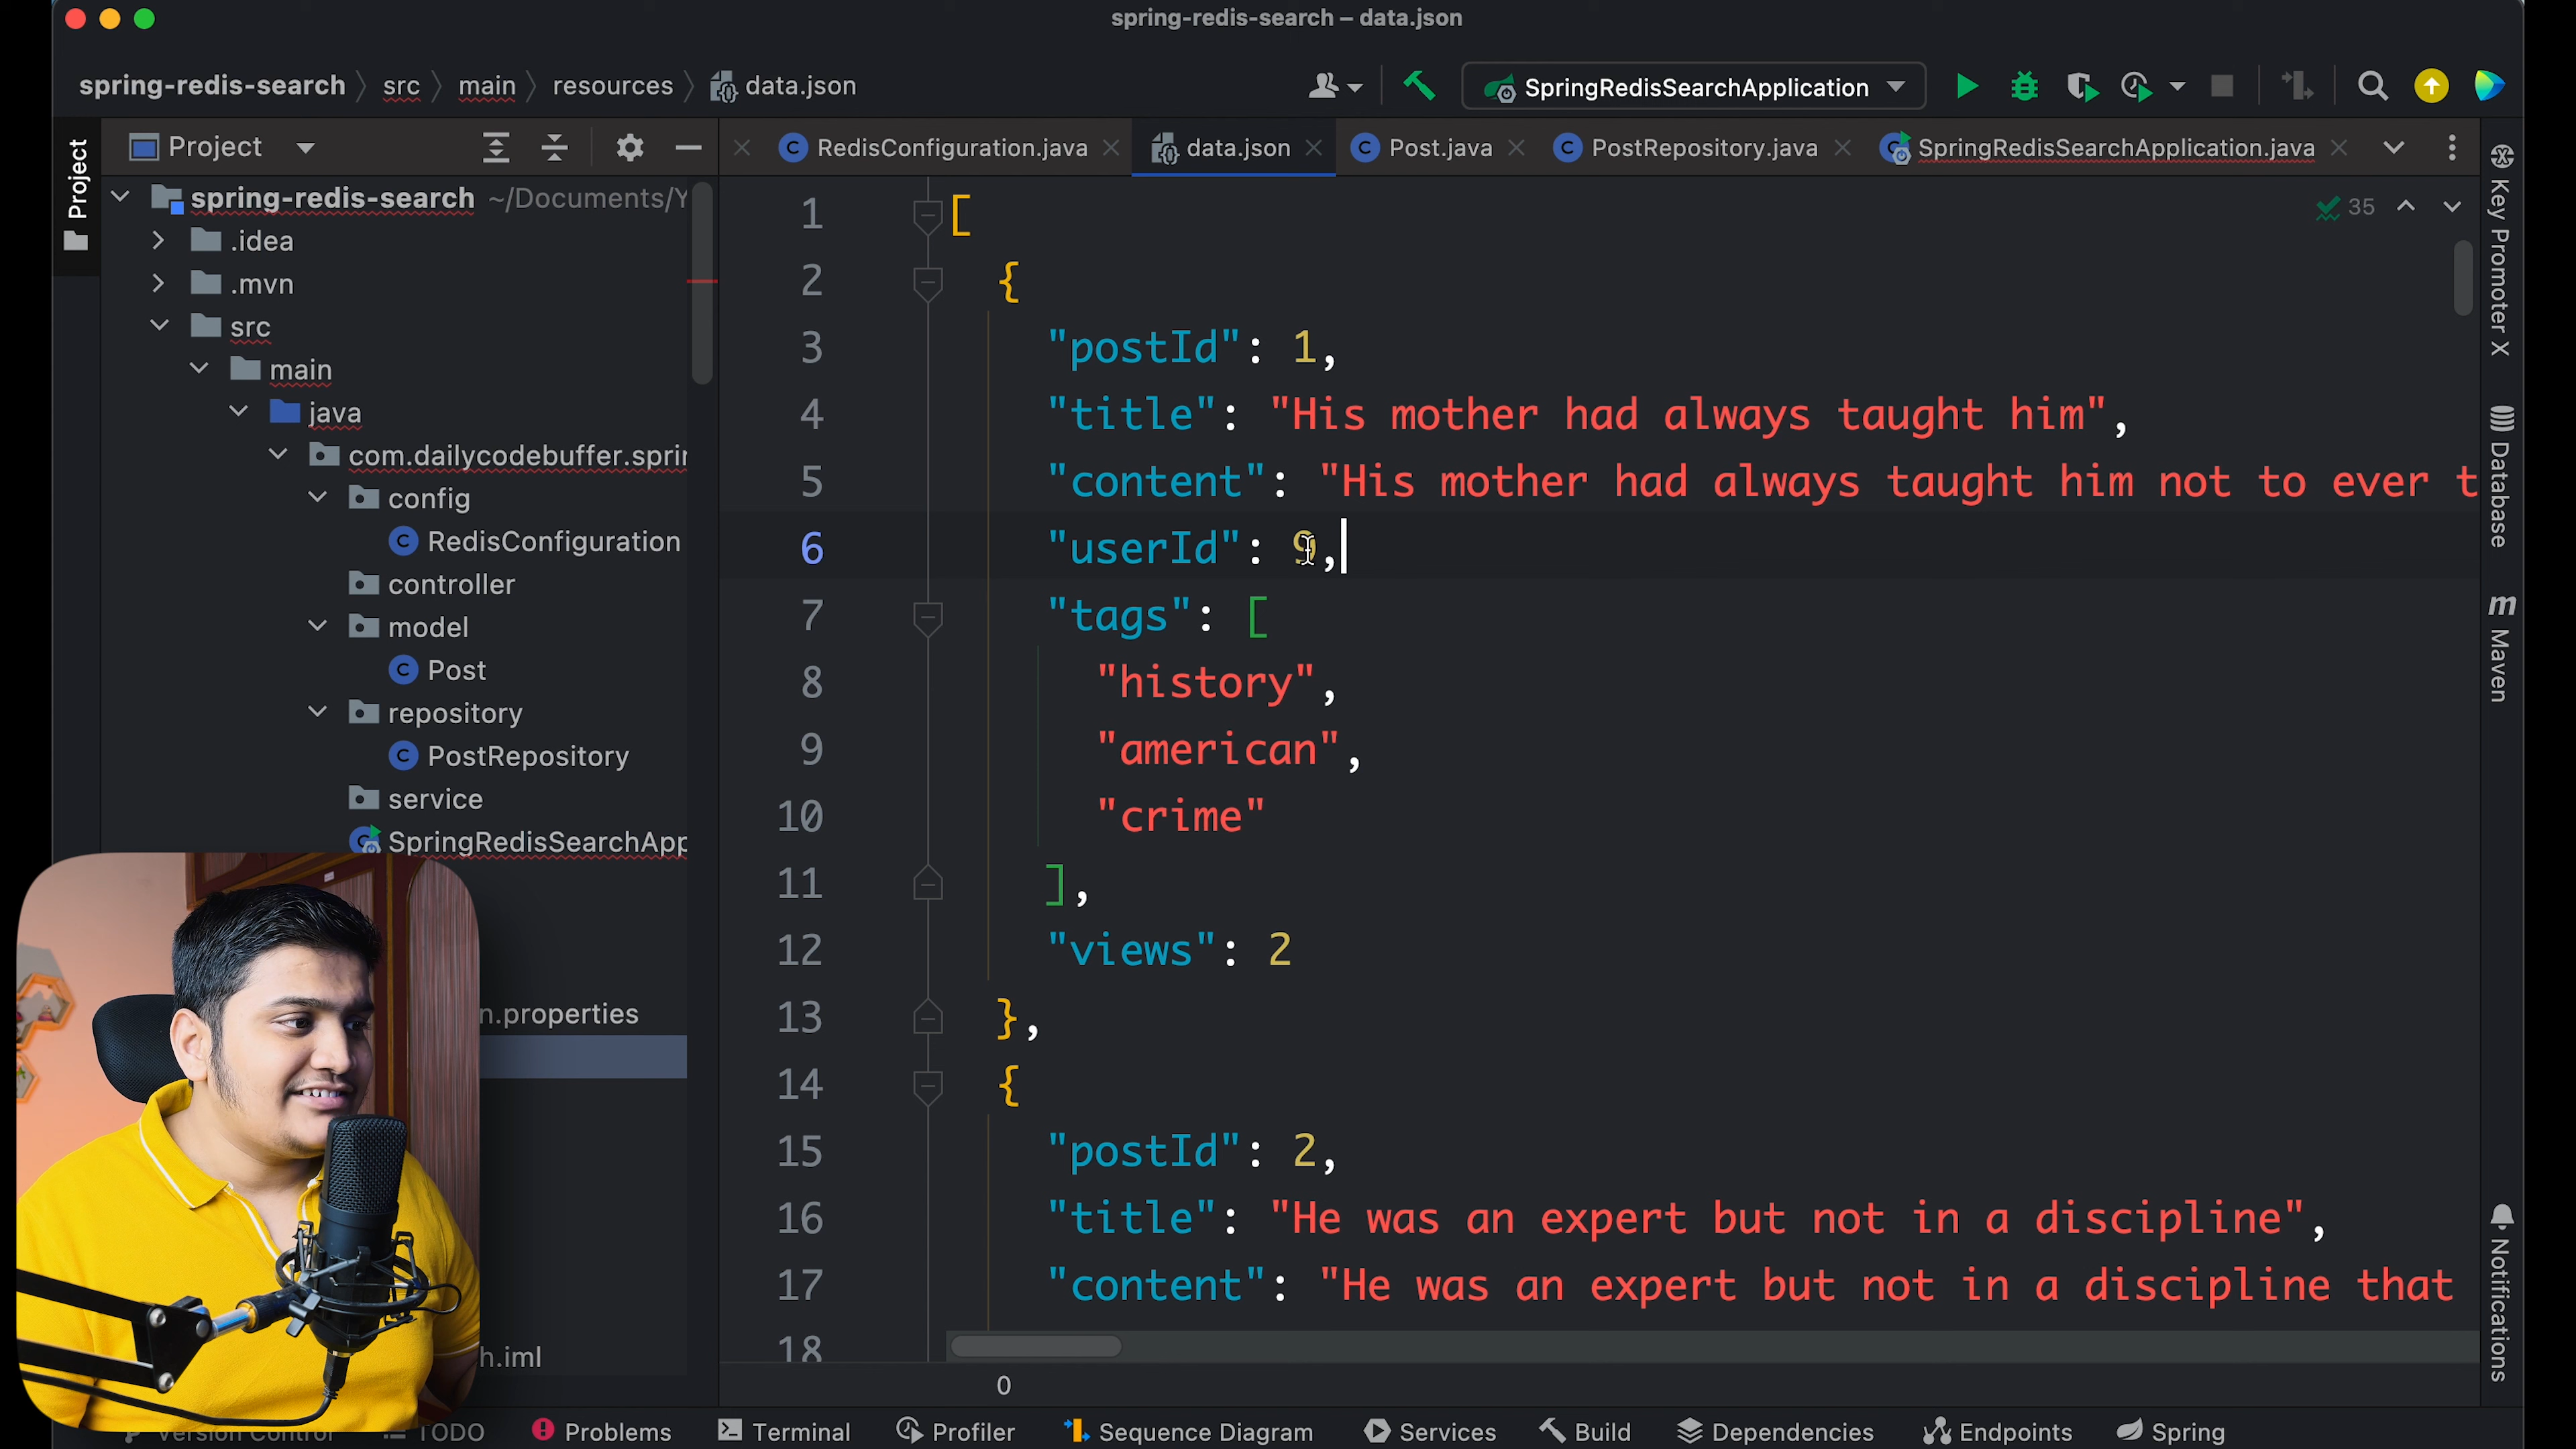 spring-redis-search – data.json
spring-redis-search 〉 src 〉 main 〉 resources 〉 data.json
SpringRedisSearchApplication
Project
Project
RedisConfiguration.java
data.json
Post.java
PostRepository.java
SpringRedisSearchApplication.java
spring-redis-search ~/Documents/Y
.idea
.mvn
src
main
java
com.dailycodebuffer.sprin
config
RedisConfiguration
controller
model
Post
repository
PostRepository
service
SpringRedisSearchApp
n.properties
h.iml
35
1 [
2 {
3 "postId": 1,
4 "title": "His mother had always taught him",
5 "content": "His mother had always taught him not to ever t
6 "userId": 9,
7 "tags": [
8 "history",
9 "american",
10 "crime"
11 ],
12 "views": 2
13 },
14 {
15 "postId": 2,
16 "title": "He was an expert but not in a discipline",
17 "content": "He was an expert but not in a discipline that
18
0
Key Promoter X
Database
m Maven
Notifications
Version Control
TODO
Problems
Terminal
Profiler
Sequence Diagram
Services
Build
Dependencies
Endpoints
Spring